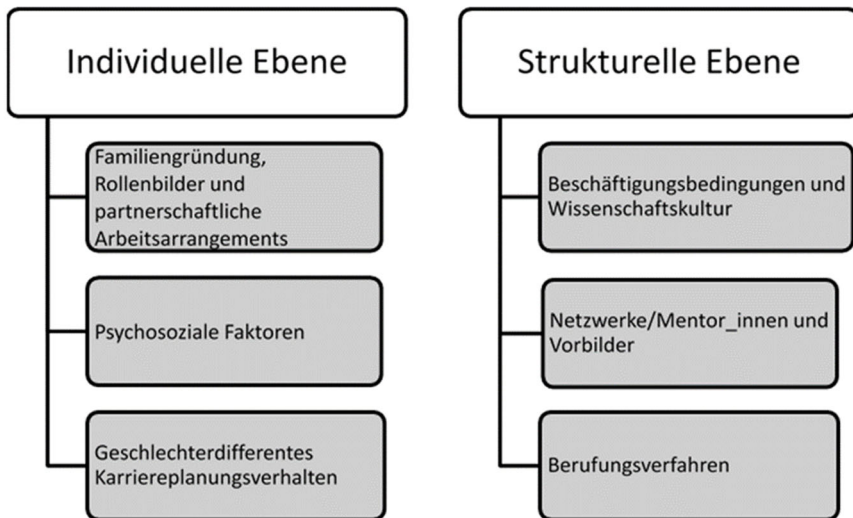 Individuelle Ebene
Familiengründung,
Rollenbilder und
partnerschaftliche
Arbeitsarrangements
Psychosoziale Faktoren
Geschlechterdifferentes
Karriereplanungsverhalten
Strukturelle Ebene
Beschäftigungsbedingungen und
Wissenschaftskultur
Netzwerke/Mentor_innen und
Vorbilder
Berufungsverfahren